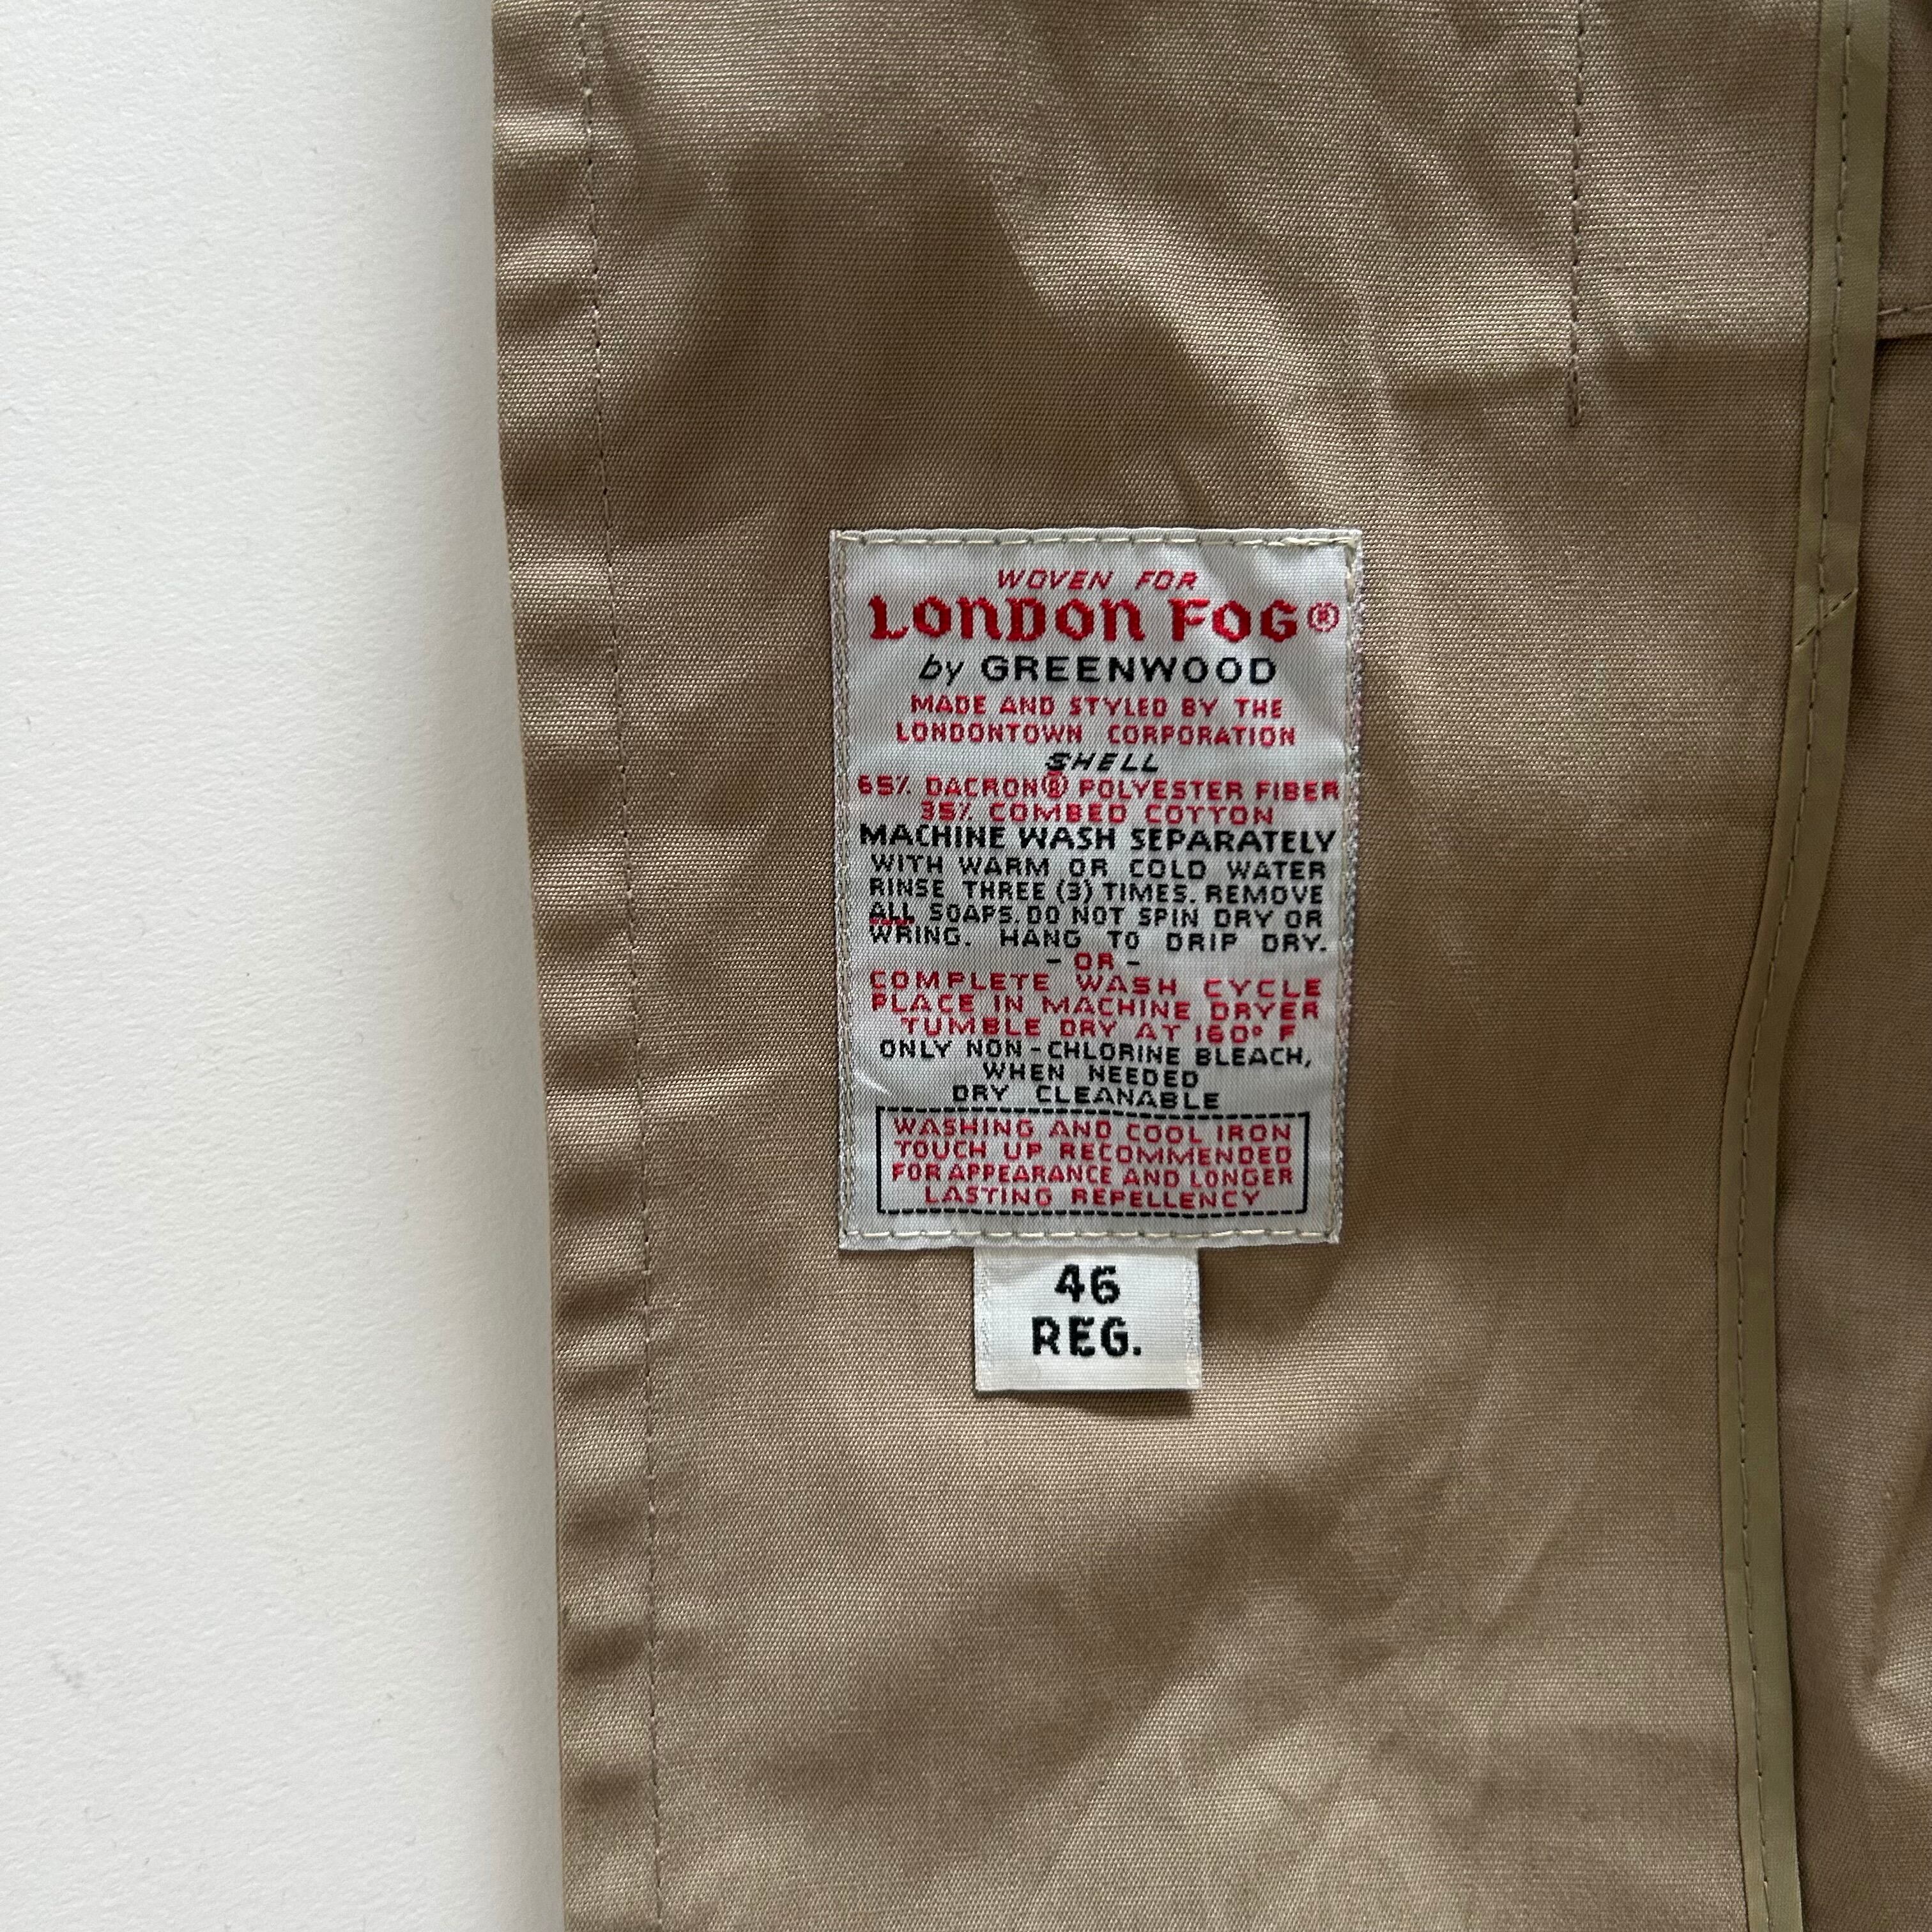 WOVEN FOR
LONDON FOG®
by GREENWOOD
MADE AND STYLED BY THE
LONDONTOWN CORPORATION
SHELL
65% DACRON® POLYESTER FIBER
35% COMBED COTTON
MACHINE WASH SEPARATELY
WITH WARM OR COLD WATER
RINSE THREE (3) TIMES. REMOVE
ALL SOAPS. DO NOT SPIN DRY OR
WRING. HANG TO DRIP DRY.
- OR -
COMPLETE WASH CYCLE
PLACE IN MACHINE DRYER
TUMBLE DRY AT 160° F
ONLY NON-CHLORINE BLEACH,
WHEN NEEDED
DRY CLEANABLE
WASHING AND COOL IRON
TOUCH UP RECOMMENDED
FOR APPEARANCE AND LONGER
LASTING REPELLENCY
46
REG.